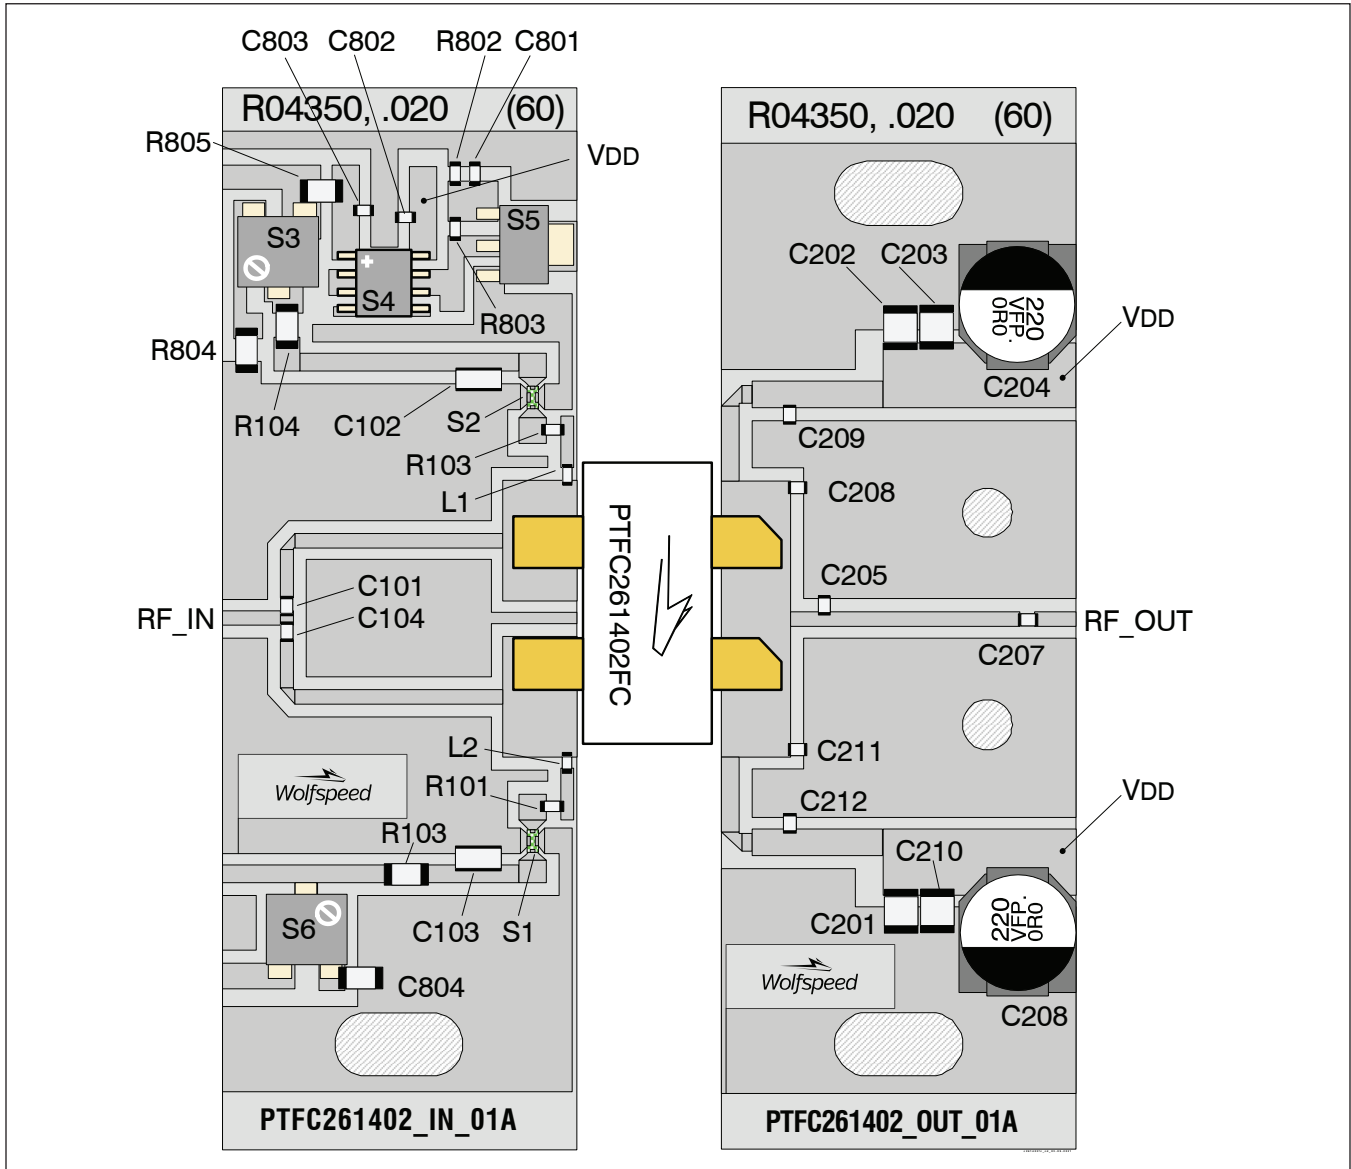 C803 C802 R802 C801
R04350, .020 (60)
R04350, .020 (60)
R805
VDD
S3
S5
S4
R803
C202 C203
220
VFP.
0R0
VDD
R804
C204
R104
C102
S2
C209
R103
L1
C208
PTFC261402FC
C101
C205
RF_IN
C104
RF_OUT
C207
L2
C211
Wolfspeed
R101
VDD
C212
R103
C210
S6
C103
S1
C201
220
VFP.
0R0
C804
Wolfspeed
C208
PTFC261402_IN_01A
PTFC261402_OUT_01A